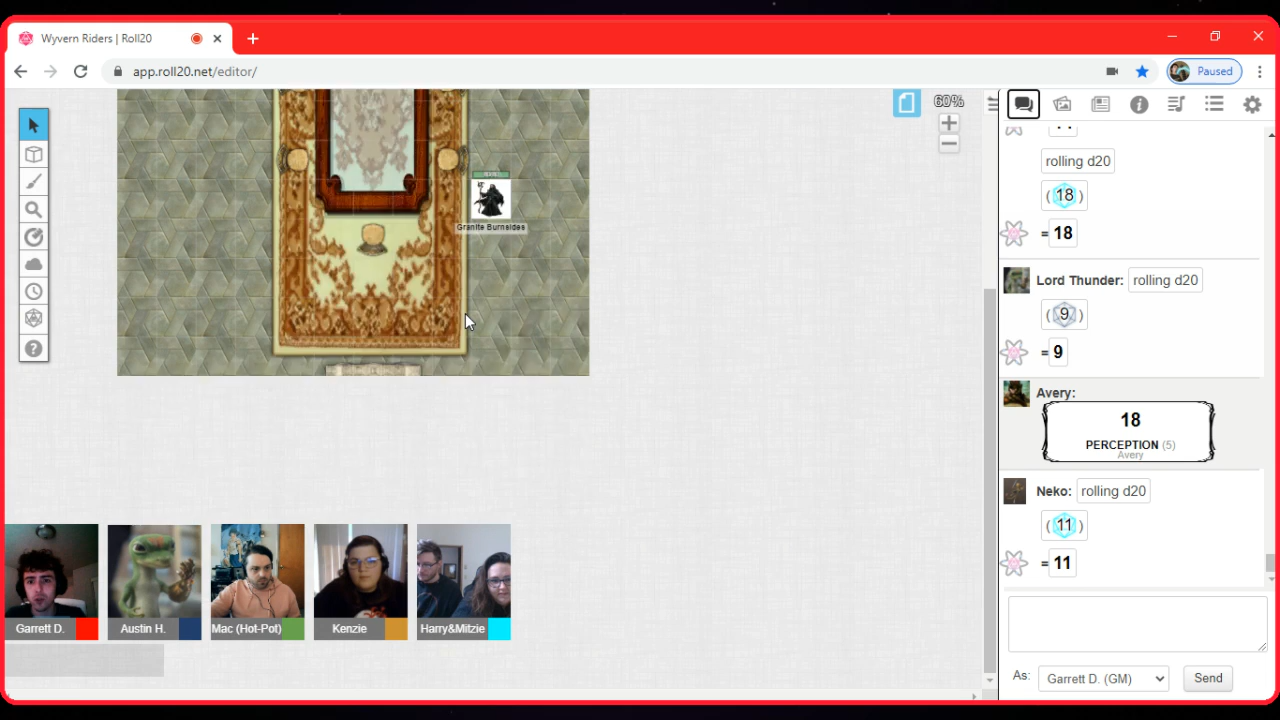 Wyvern Riders | Roll20
app.roll20.net/editor/
Paused
60%
Granite Burnsides
rolling d20
(18)
=18
Lord Thunder: rolling d20
(9)
=9
Avery:
18
PERCEPTION (5)
Avery
Neko: rolling d20
(11)
=11
Garrett D.
Austin H.
Mac (Hot-Pot)
Kenzie
Harry&Mitzie
As: Garrett D. (GM)
Send